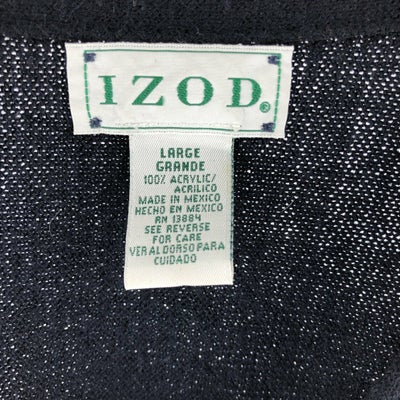 IZOD®
LARGE
GRANDE
100% ACRYLIC/
ACRILICO
MADE IN MEXICO
HECHO EN MEXICO
RN 13884
SEE REVERSE
FOR CARE
VER AL DORSO PARA
CUIDADO